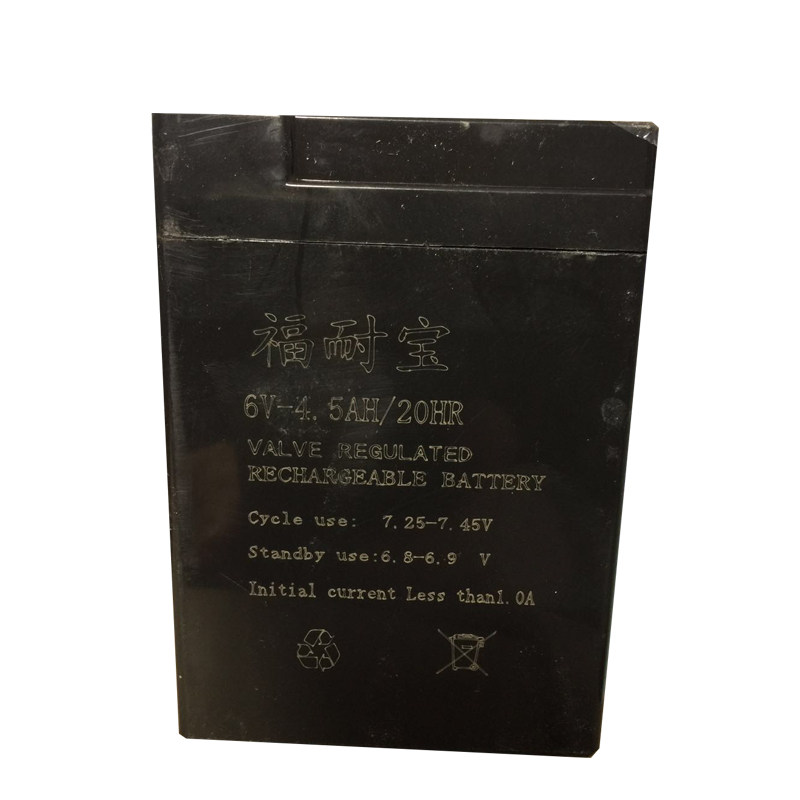 福耐宝
6V-4.5AH/20HR
VALVE REGULATED
RECHARGEABLE BATTERY
Cycle use: 7.25-7.45V
Standby use:6.8-6.9 V
Initial current Less than1.0A